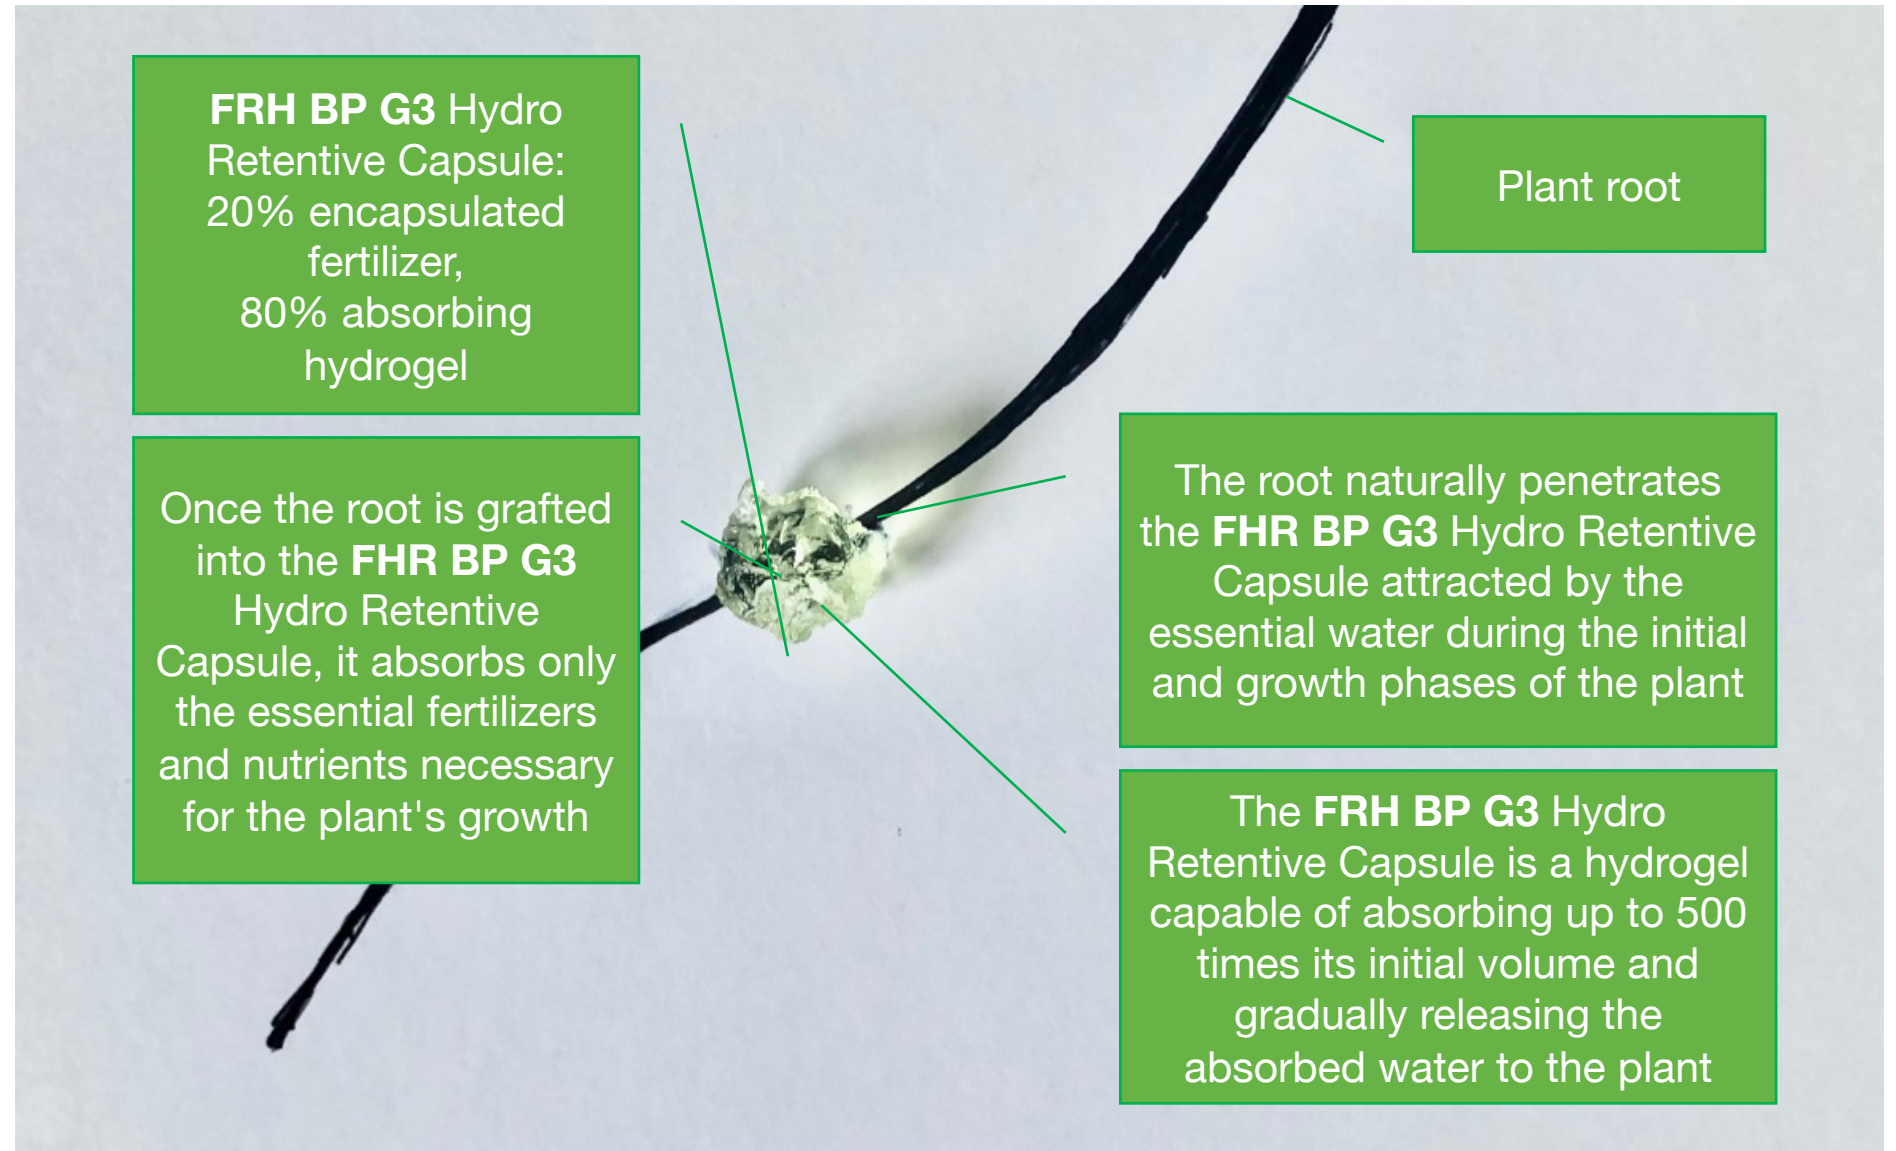 FRH BP G3 Hydro
Retentive Capsule:
20% encapsulated
fertilizer,
80% absorbing
hydrogel
Once the root is grafted
into the FHR BP G3
Hydro Retentive
Capsule, it absorbs only
the essential fertilizers
and nutrients necessary
for the plant's growth
Plant root
The root naturally penetrates
the FHR BP G3 Hydro Retentive
Capsule attracted by the
essential water during the initial
and growth phases of the plant
The FRH BP G3 Hydro
Retentive Capsule is a hydrogel
capable of absorbing up to 500
times its initial volume and
gradually releasing the
absorbed water to the plant